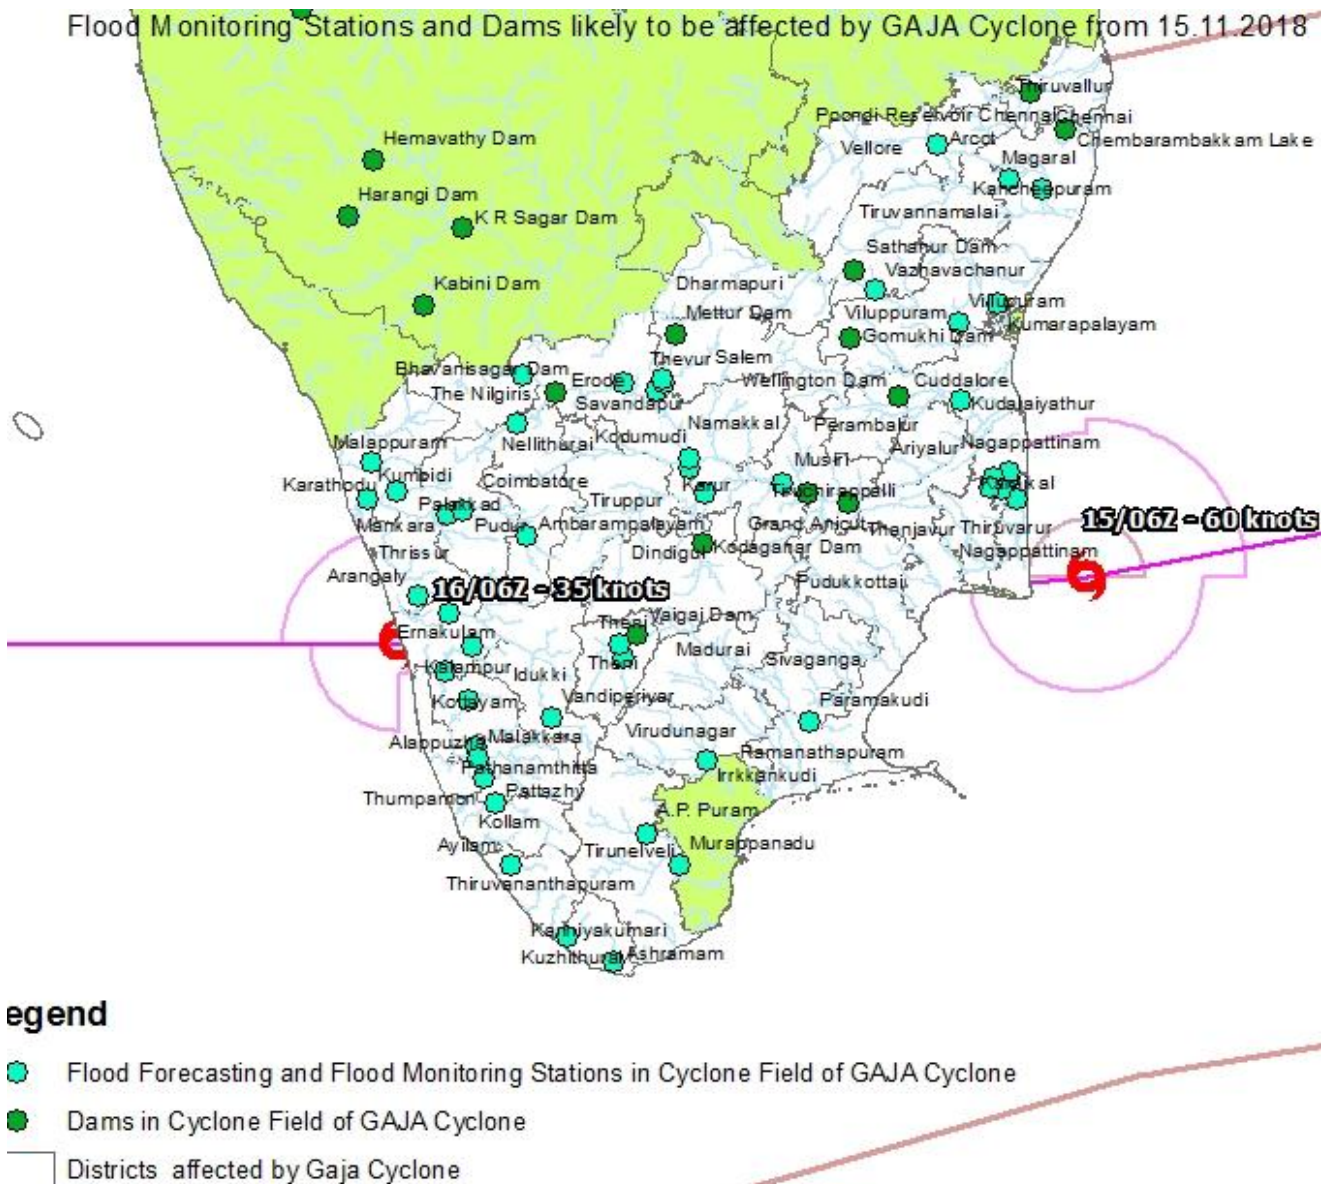 Flood Monitoring Stations and Dams likely to be affected by GAJA Cyclone from 15.11.2018
Thiruvallur
Poondi Reservoir Chennai
Chennai
Hemavathy Dam
Arcot
Chembarambakkam Lake
Vellore
Magaral
Kancheepuram
Harangi Dam
K R Sagar Dam
Tiruvannamalai
Sathanur Dam
Vazhavachanur
Kabini Dam
Dharmapuri
Villupuram
Mettur Dam
Viluppuram
Kumarapalayam
Gomukhi Dam
Thevur
Salem
Bhavanisagar Dam
Erode
Wellington Dam
Cuddalore
The Nilgiris
Savandapur
Kudalaiyathur
Namakkal
Perambalur
Malappuram
Nellithurai
Kodumudi
Ariyalur
Nagappattinam
Musiri
Karathodu
Kumbidi
Coimbatore
Karur
Tiruchirappalli
Karaikal
Palakkad
Tiruppur
Mankara
Pudur
Ambarampalayam
Grand Anicut
Thanjavur
Thiruvarur
15/06Z - 60 knots
Thrissur
Dindigul
Kodaganar Dam
Nagappattinam
Arangaly
16/06Z - 35 knots
Pudukkottai
Theni
Vaigai Dam
Ernakulam
Madurai
Sivaganga
Kalampur
Idukki
Theni
Kottayam
Vandiperiyar
Paramakudi
Alappuzha
Malakkara
Virudunagar
Ramanathapuram
Pathanamthitta
Irrkkankudi
Thumpamon
Pattazhy
A.P. Puram
Kollam
Ayilam
Tirunelveli
Murappanadu
Thiruvananthapuram
Kanniyakumari
Kuzhithurai
Ashramam
egend
Flood Forecasting and Flood Monitoring Stations in Cyclone Field of GAJA Cyclone
Dams in Cyclone Field of GAJA Cyclone
Districts affected by Gaja Cyclone